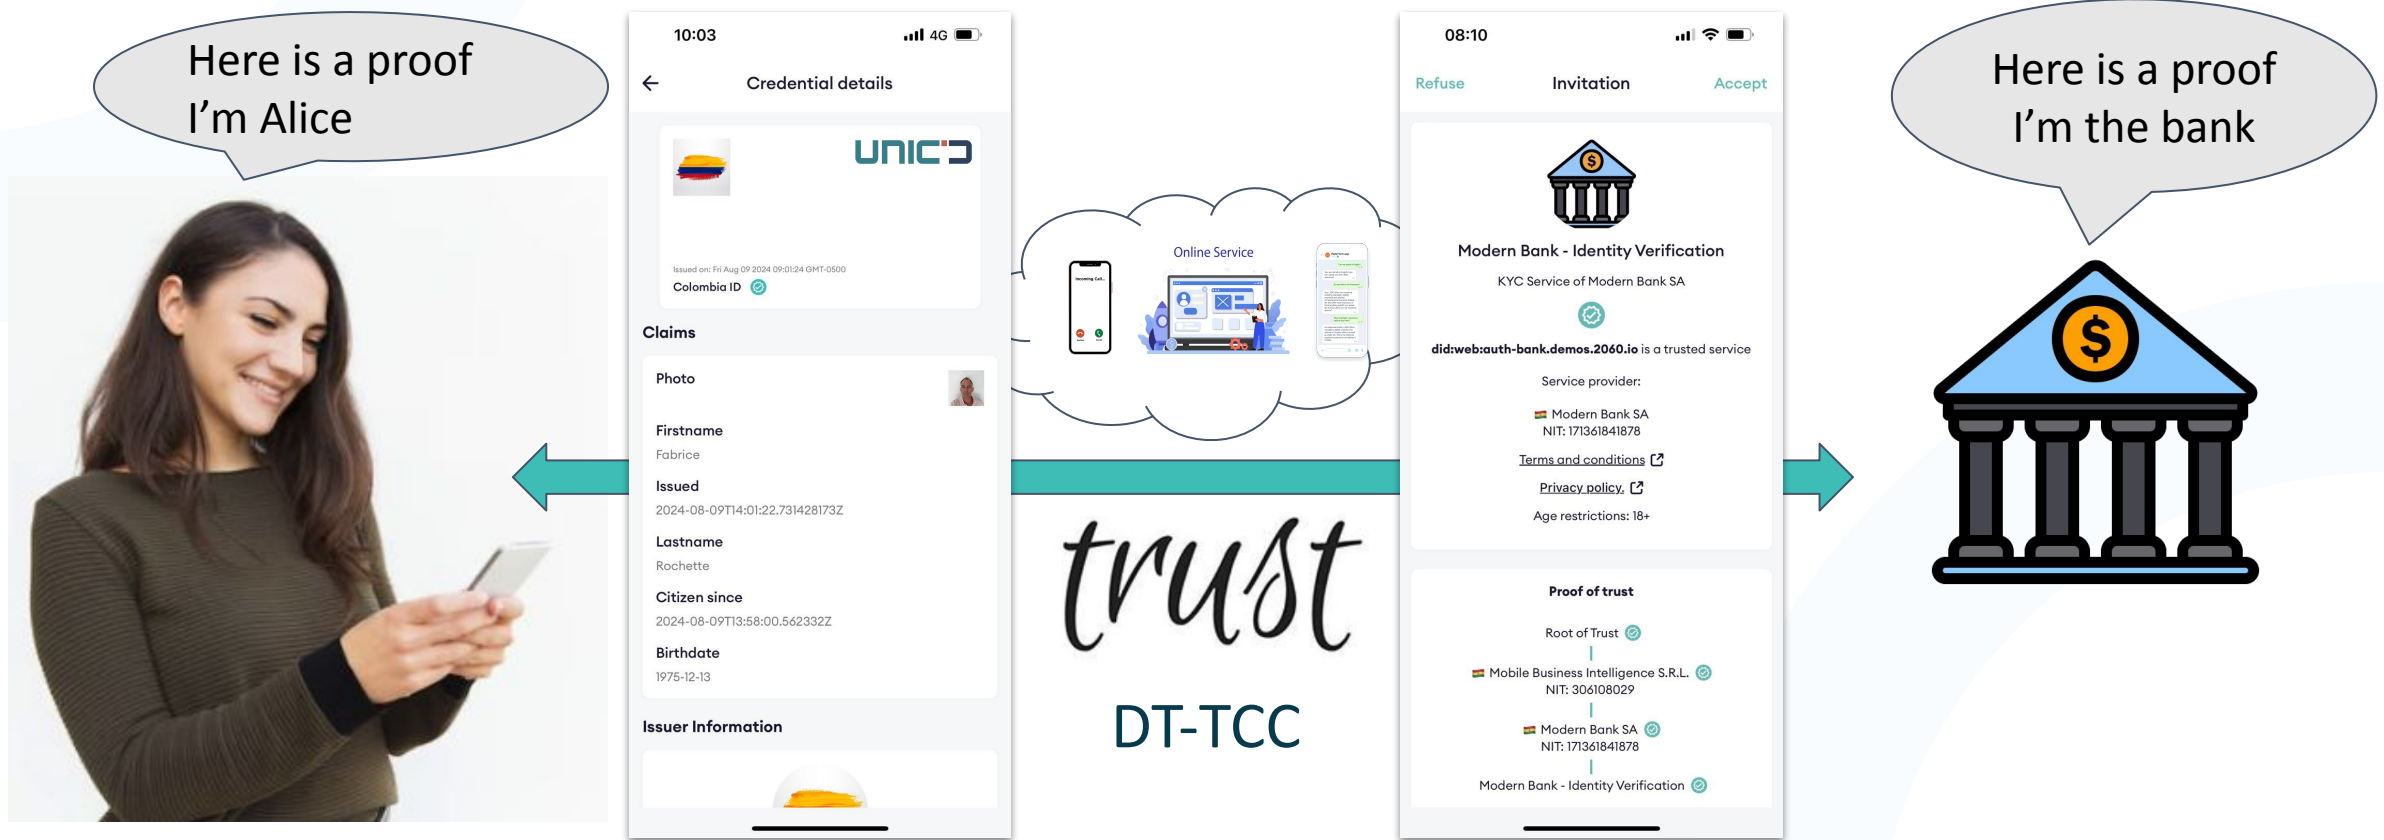 Here is a proof
I'm Alice
10:03
4G
Credential details
UNICD
Issued on: Fri Aug 09 2024 09:01:24 GMT-0500
Colombia ID
Claims
Photo
Firstname
Fabrice
Issued
2024-08-09T14:01:22.731428173Z
Lastname
Rochette
Citizen since
2024-08-09T13:58:00.562332Z
Birthdate
1975-12-13
Issuer Information
Incoming Call...
Online Service
trust
DT-TCC
08:10
Refuse
Invitation
Accept
Modern Bank - Identity Verification
KYC Service of Modern Bank SA
did:web:auth-bank.demos.2060.io is a trusted service
Service provider:
Modern Bank SA
NIT: 171361841878
Terms and conditions
Privacy policy.
Age restrictions: 18+
Proof of trust
Root of Trust
Mobile Business Intelligence S.R.L.
NIT: 306108029
Modern Bank SA
NIT: 171361841878
Modern Bank - Identity Verification
Here is a proof
I'm the bank
$